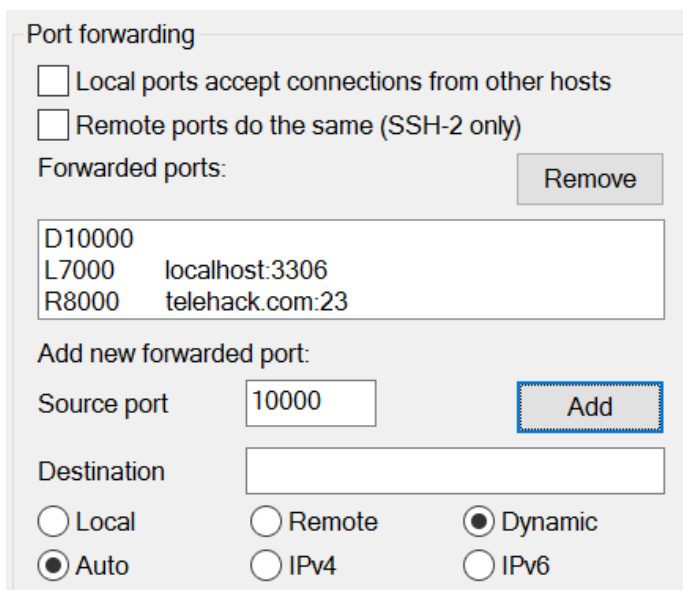 Port forwarding
Local ports accept connections from other hosts
Remote ports do the same (SSH-2 only)
Forwarded ports:
Remove
D10000
L7000 localhost:3306
R8000 telehack.com:23
Add new forwarded port:
Source port 10000 Add
Destination
Local Remote Dynamic
Auto IPv4 IPv6